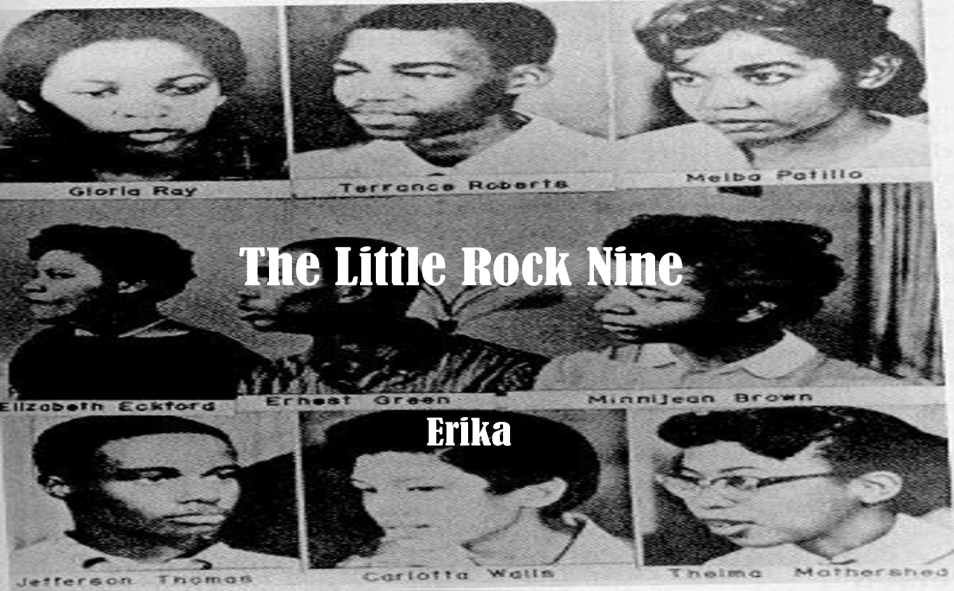 Gloria Ray
Terrance Roberts
Melba Patillo
The Little Rock Nine
Elizabeth Eckford
Ernest Green
Minnijean Brown
Erika
Jefferson Thomas
Carlotta Walls
Thelma Mothershed